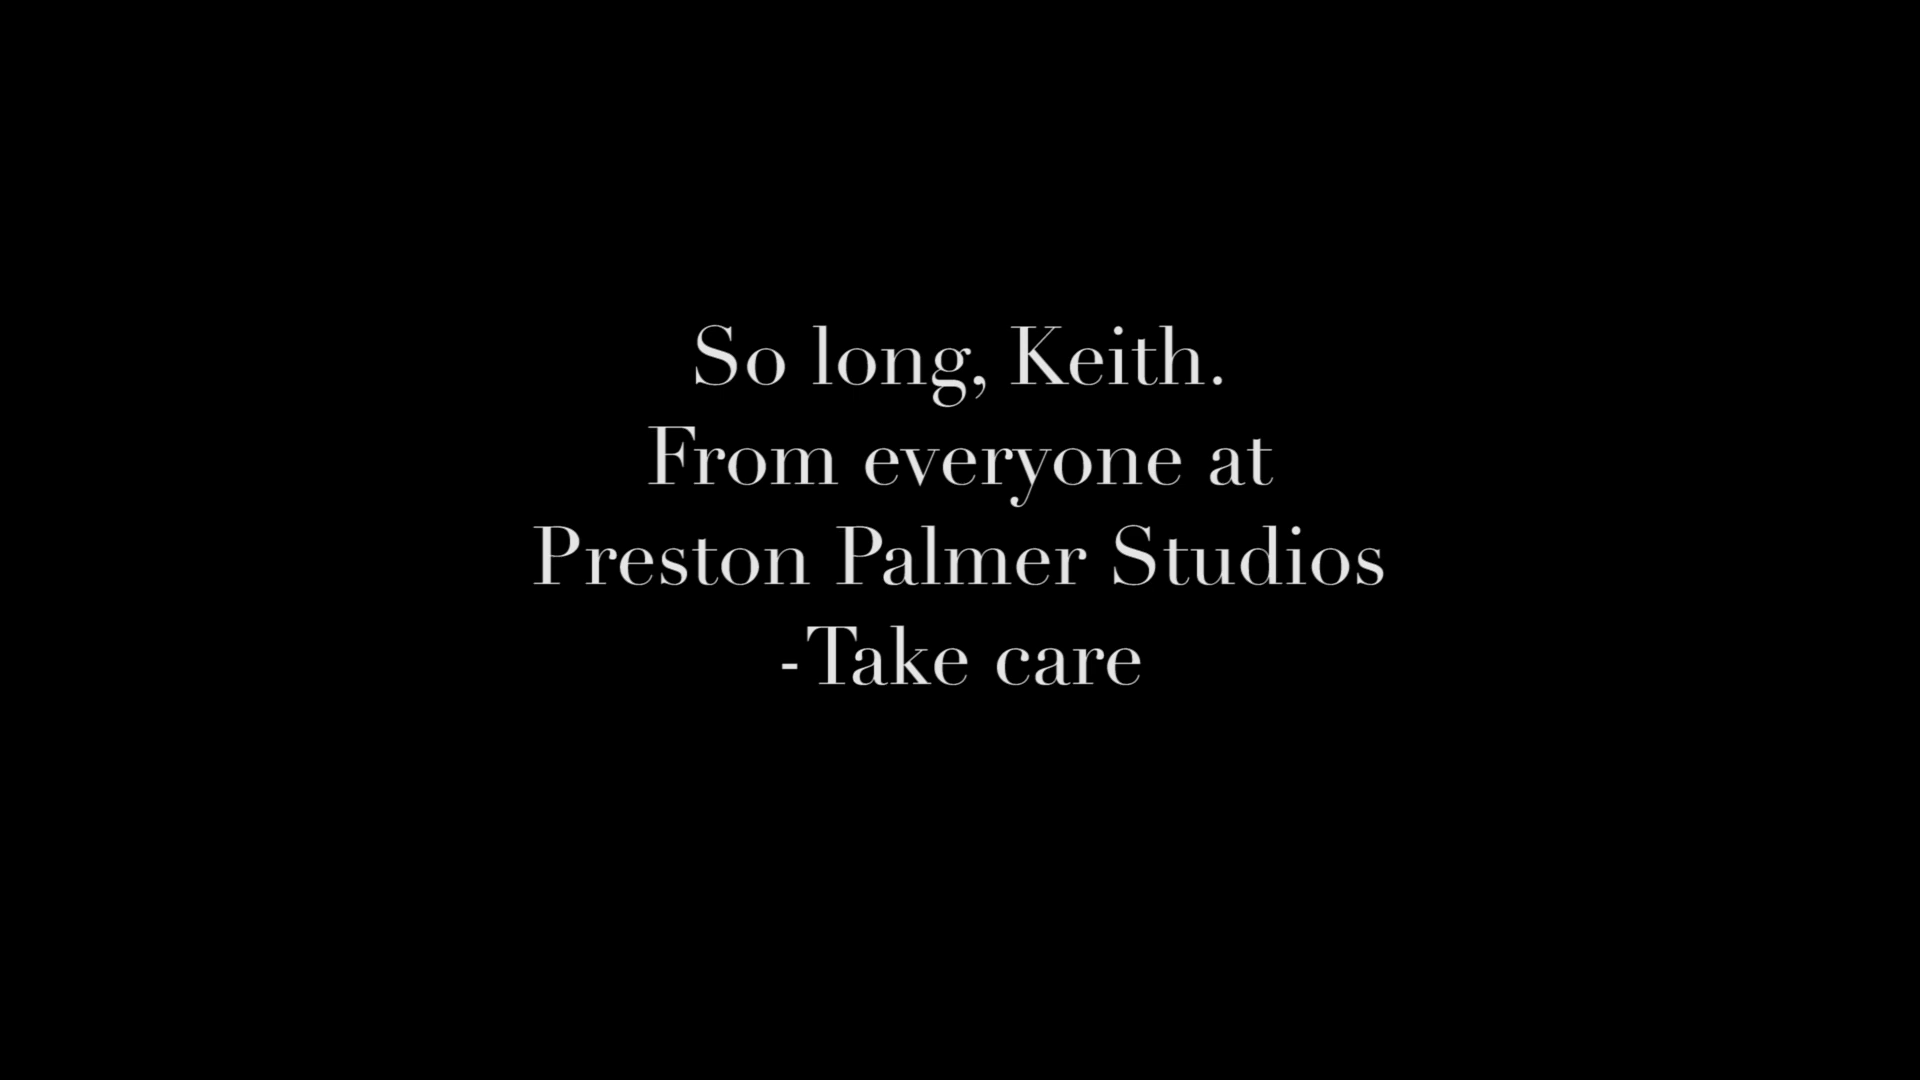 So long, Keith.
From everyone at
Preston Palmer Studios
-Take care